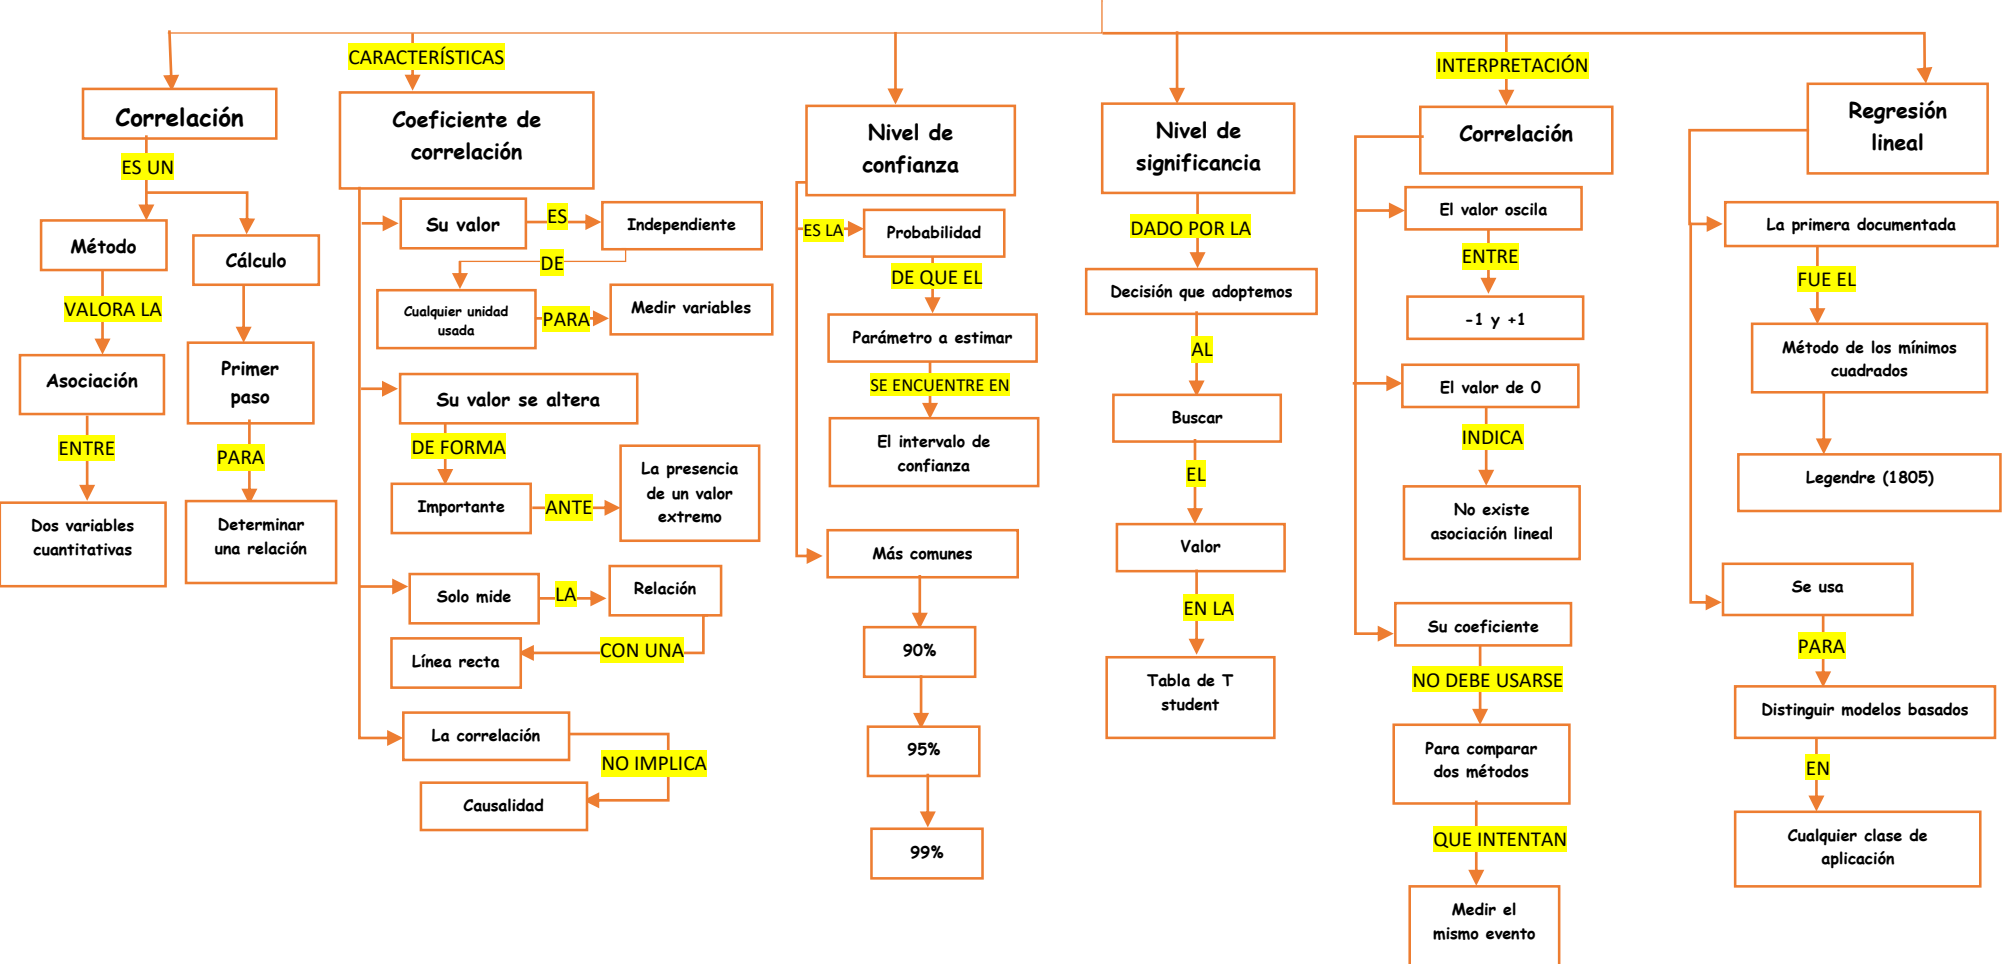 CARACTERÍSTICAS
INTERPRETACIÓN
Correlación
ES UN
Método
VALORA LA
Asociación
ENTRE
Dos variables
cuantitativas
Cálculo
Primer
paso
PARA
Determinar
una relación
Coeficiente de
correlación
Su valor
ES
Independiente
DE
Cualquier unidad
usada
PARA
Medir variables
Su valor se altera
DE FORMA
Importante
ANTE
La presencia
de un valor
extremo
Solo mide
LA
Relación
CON UNA
Línea recta
La correlación
NO IMPLICA
Causalidad
Nivel de
confianza
ES LA
Probabilidad
DE QUE EL
Parámetro a estimar
SE ENCUENTRE EN
El intervalo de
confianza
Más comunes
90%
95%
99%
Nivel de
significancia
DADO POR LA
Decisión que adoptemos
AL
Buscar
EL
Valor
EN LA
Tabla de T
student
Correlación
El valor oscila
ENTRE
-1 y +1
El valor de 0
INDICA
No existe
asociación lineal
Su coeficiente
NO DEBE USARSE
Para comparar
dos métodos
QUE INTENTAN
Medir el
mismo evento
Regresión
lineal
La primera documentada
FUE EL
Método de los mínimos
cuadrados
Legendre (1805)
Se usa
PARA
Distinguir modelos basados
EN
Cualquier clase de
aplicación